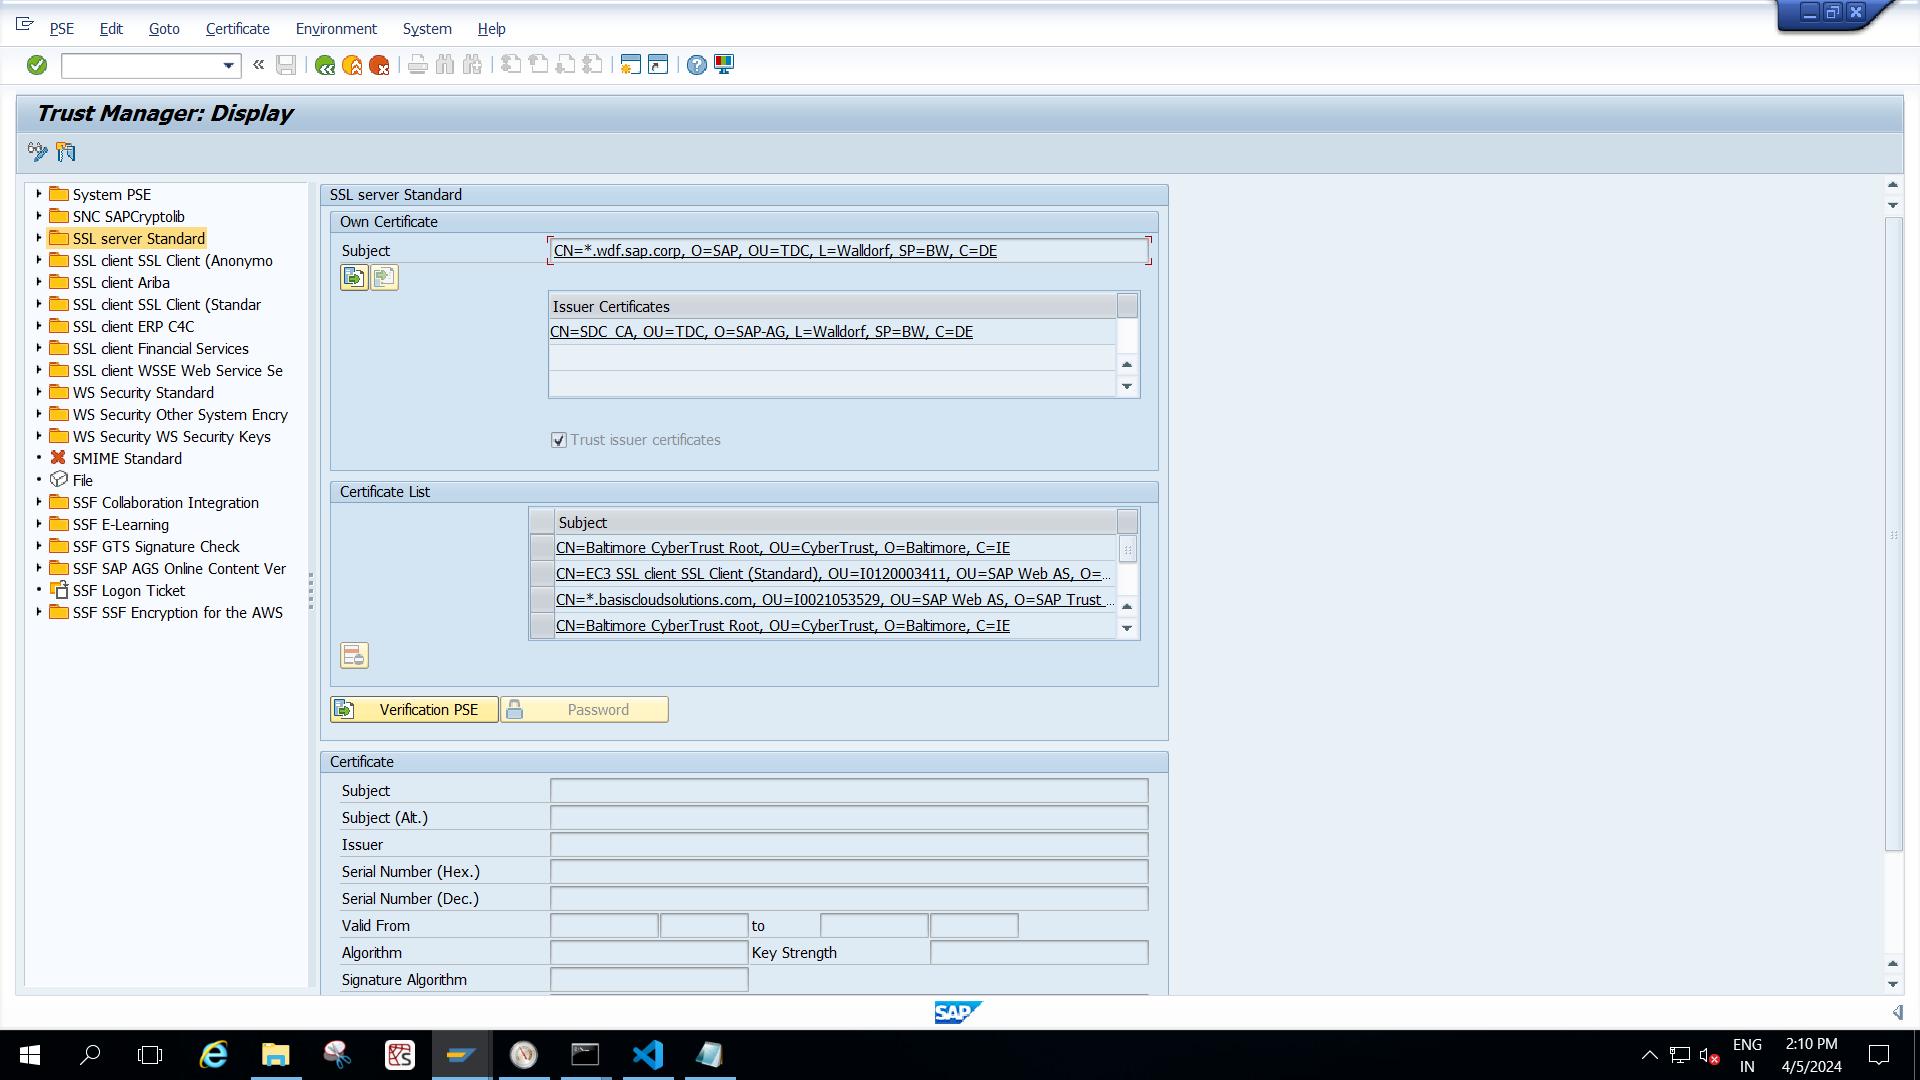 PSE Edit Goto Certificate Environment System Help
Trust Manager: Display
System PSE
SNC SAPCryptolib
SSL server Standard
SSL client SSL Client (Anonymo
SSL client Ariba
SSL client SSL Client (Standar
SSL client ERP C4C
SSL client Financial Services
SSL client WSSE Web Service Se
WS Security Standard
WS Security Other System Encry
WS Security WS Security Keys
SMIME Standard
File
SSF Collaboration Integration
SSF E-Learning
SSF GTS Signature Check
SSF SAP AGS Online Content Ver
SSF Logon Ticket
SSF SSF Encryption for the AWS
SSL server Standard
Own Certificate
Subject CN=*.wdf.sap.corp, O=SAP, OU=TDC, L=Walldorf, SP=BW, C=DE
Issuer Certificates
CN=SDC_CA, OU=TDC, O=SAP-AG, L=Walldorf, SP=BW, C=DE
Trust issuer certificates
Certificate List
Subject
CN=Baltimore CyberTrust Root, OU=CyberTrust, O=Baltimore, C=IE
CN=EC3 SSL client SSL Client (Standard), OU=I0120003411, OU=SAP Web AS, O=...
CN=*.basiscloudsolutions.com, OU=I0021053529, OU=SAP Web AS, O=SAP Trust ...
CN=Baltimore CyberTrust Root, OU=CyberTrust, O=Baltimore, C=IE
Verification PSE Password
Certificate
Subject
Subject (Alt.)
Issuer
Serial Number (Hex.)
Serial Number (Dec.)
Valid From to
Algorithm Key Strength
Signature Algorithm
SAP
ENG
IN
2:10 PM
4/5/2024